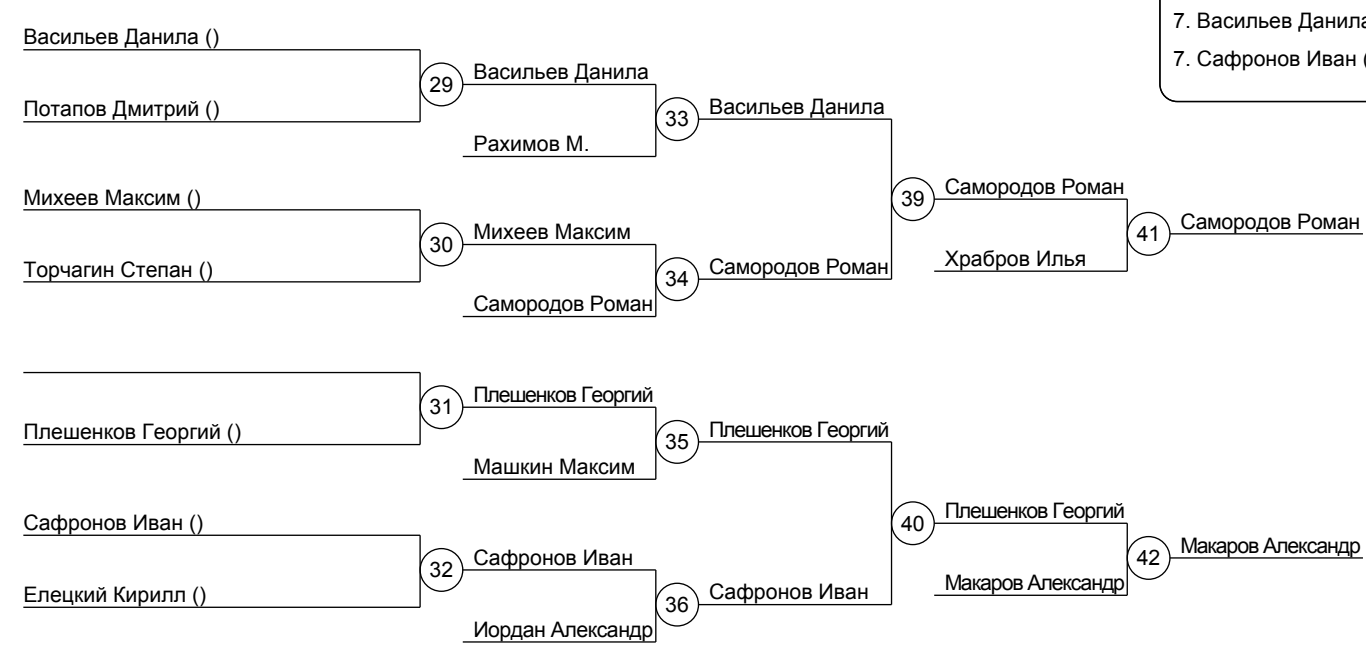 7. Васильев Данила
7. Сафронов Иван (
Васильев Данила ()
29
Васильев Данила
Потапов Дмитрий ()
33
Васильев Данила
Рахимов М.
Михеев Максим ()
39
Самородов Роман
30
Михеев Максим
41
Самородов Роман
Торчагин Степан ()
34
Самородов Роман
Храбров Илья
Самородов Роман
31
Плешенков Георгий
Плешенков Георгий ()
35
Плешенков Георгий
Машкин Максим
Сафронов Иван ()
40
Плешенков Георгий
32
Сафронов Иван
42
Макаров Александр
Елецкий Кирилл ()
36
Сафронов Иван
Макаров Александр
Иордан Александр